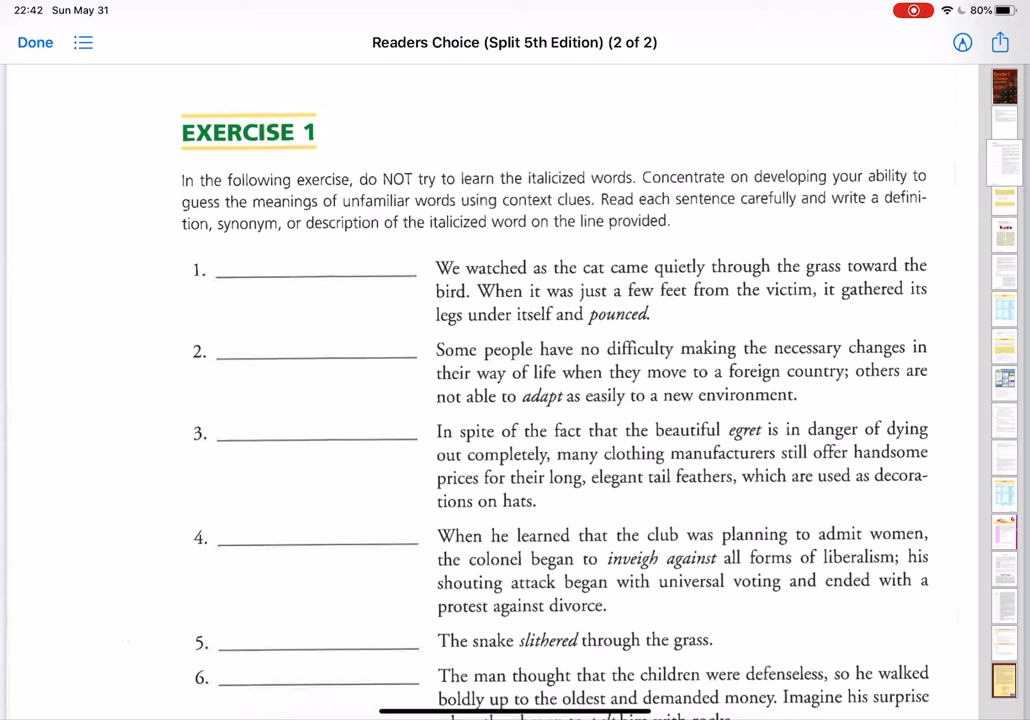 22:42 Sun May 31
80%
Done
Readers Choice (Split 5th Edition) (2 of 2)
EXERCISE 1
In the following exercise, do NOT try to learn the italicized words. Concentrate on developing your ability to
guess the meanings of unfamiliar words using context clues. Read each sentence carefully and write a defini-
tion, synonym, or description of the italicized word on the line provided.
1. ____________________ We watched as the cat came quietly through the grass toward the
bird. When it was just a few feet from the victim, it gathered its
legs under itself and pounced.
2. ____________________ Some people have no difficulty making the necessary changes in
their way of life when they move to a foreign country; others are
not able to adapt as easily to a new environment.
3. ____________________ In spite of the fact that the beautiful egret is in danger of dying
out completely, many clothing manufacturers still offer handsome
prices for their long, elegant tail feathers, which are used as decora-
tions on hats.
4. ____________________ When he learned that the club was planning to admit women,
the colonel began to inveigh against all forms of liberalism; his
shouting attack began with universal voting and ended with a
protest against divorce.
5. ____________________ The snake slithered through the grass.
6. ____________________ The man thought that the children were defenseless, so he walked
boldly up to the oldest and demanded money. Imagine his surprise